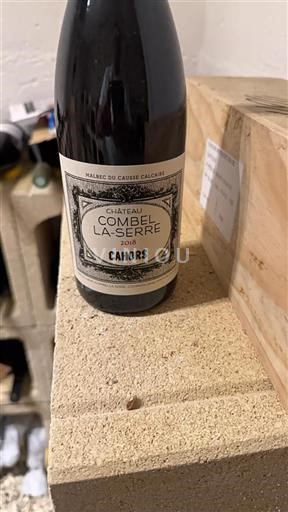 MALBEC DU CAUSSE CALCAIRE
CHÂTEAU
COMBEL
LA-SERRE
2018
CAHORS